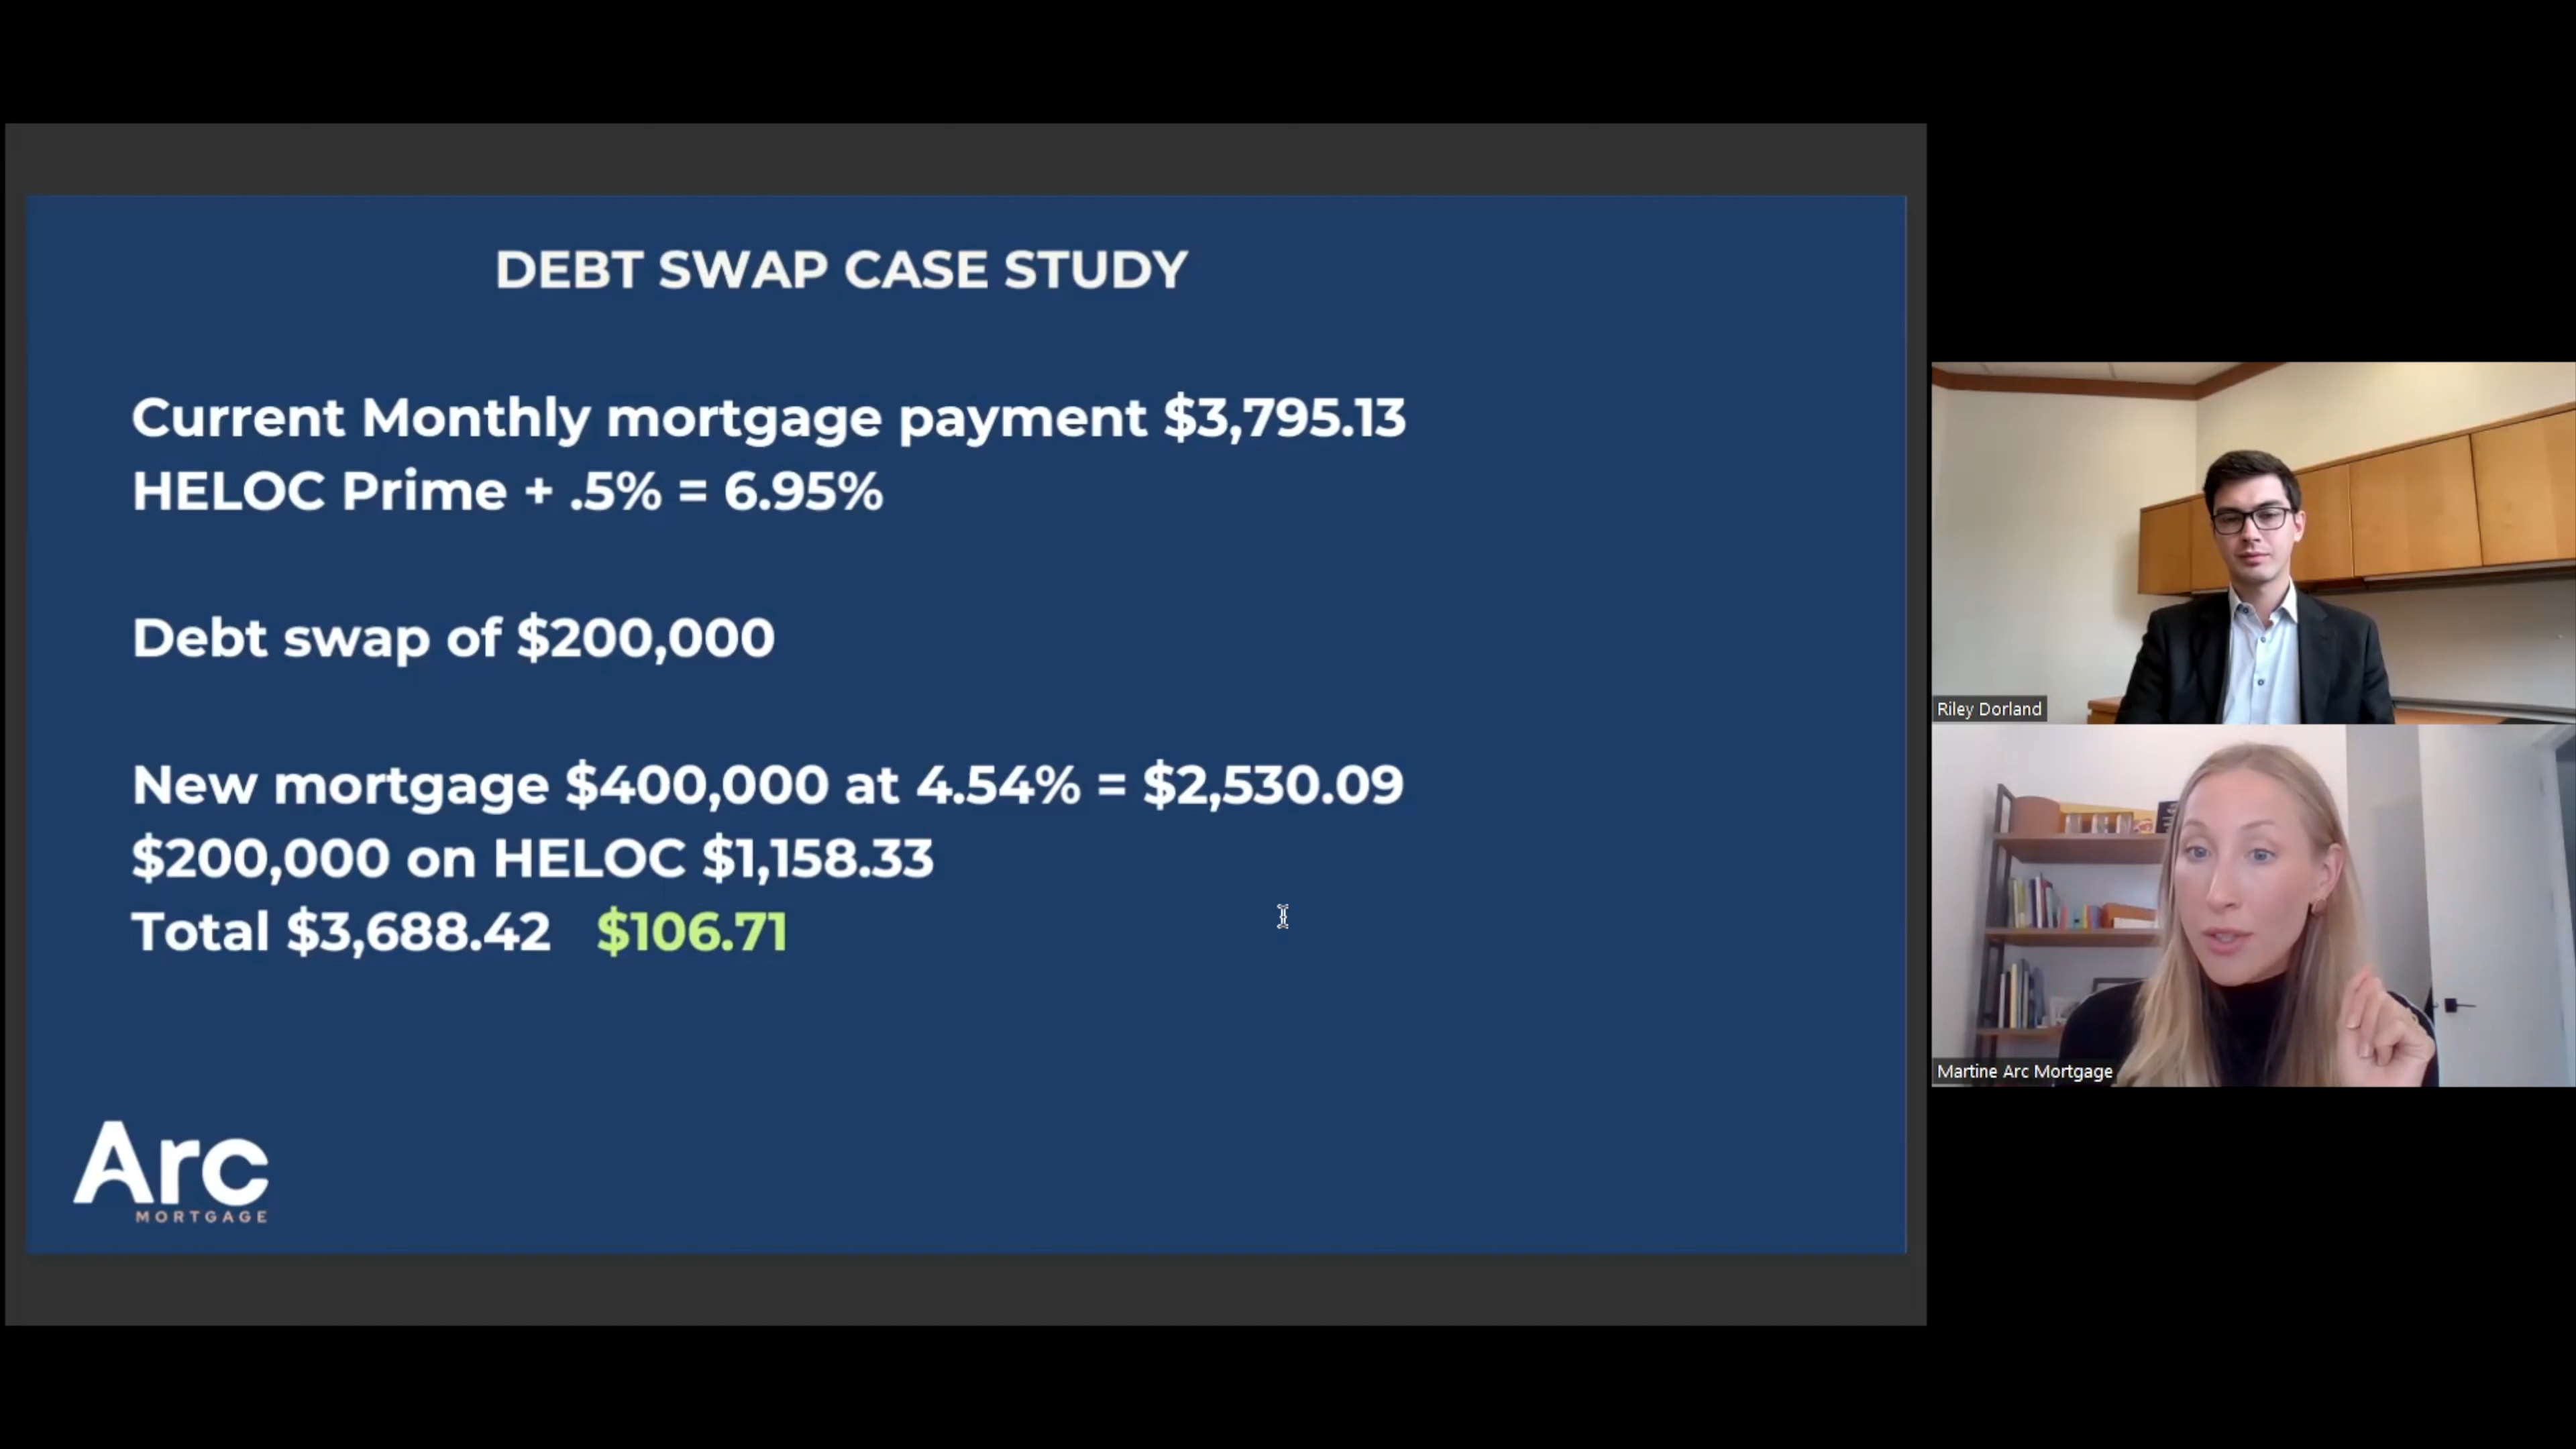 DEBT SWAP CASE STUDY
Current Monthly mortgage payment $3,795.13
HELOC Prime + .5% = 6.95%
Debt swap of $200,000
New mortgage $400,000 at 4.54% = $2,530.09
$200,000 on HELOC $1,158.33
Total $3,688.42 $106.71
Arc
MORTGAGE
Riley Dorland
Martine Arc Mortgage